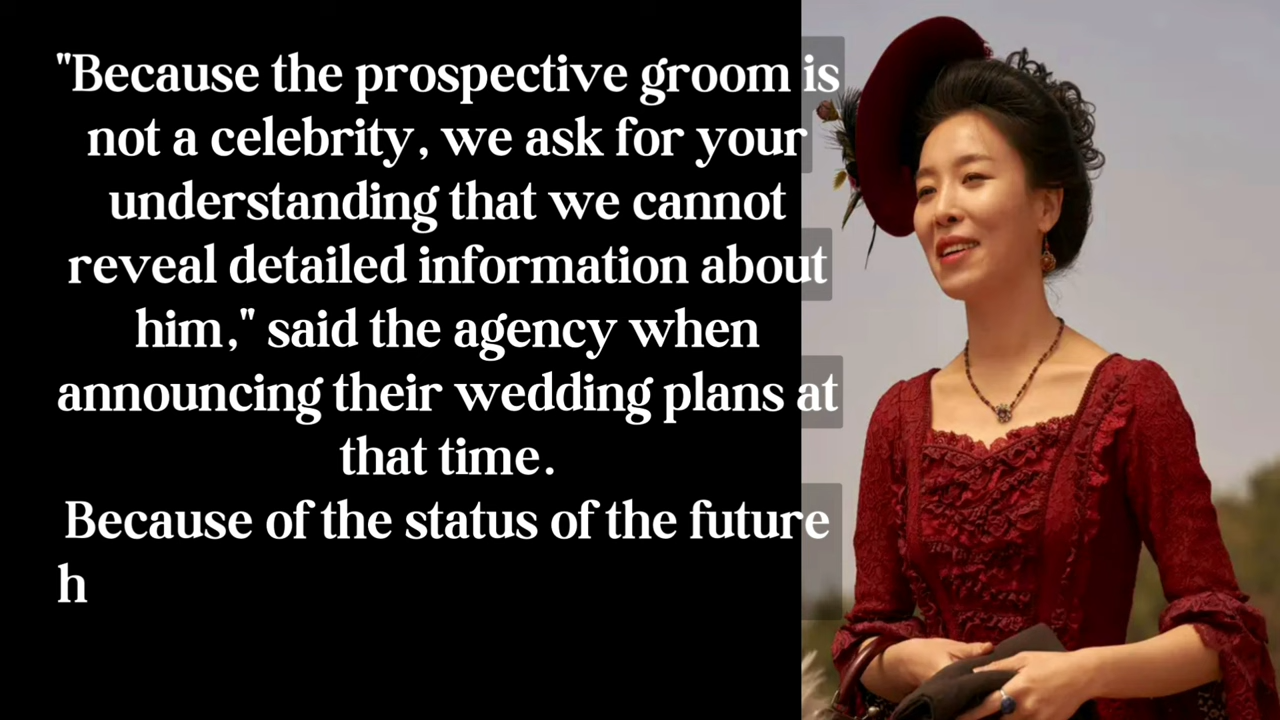 "Because the prospective groom is
not a celebrity, we ask for your
understanding that we cannot
reveal detailed information about
him," said the agency when
announcing their wedding plans at
that time.
Because of the status of the future
h